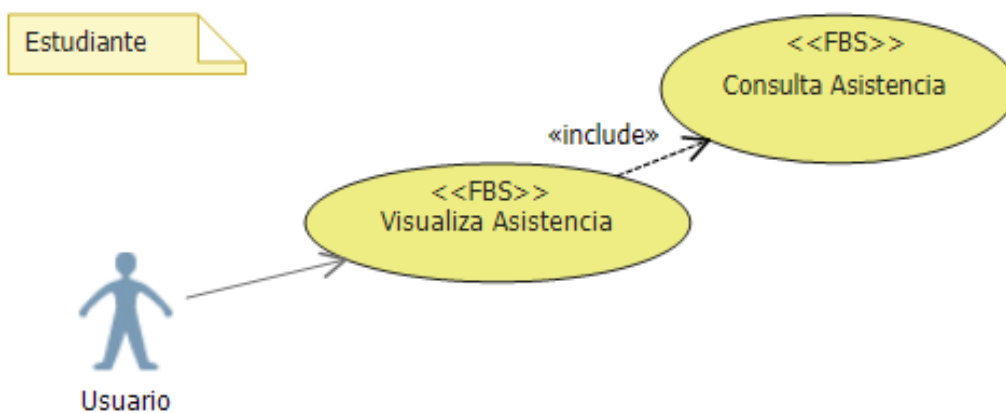 Estudiante
<<FBS>>
Consulta Asistencia
«include»
<<FBS>>
Visualiza Asistencia
Usuario